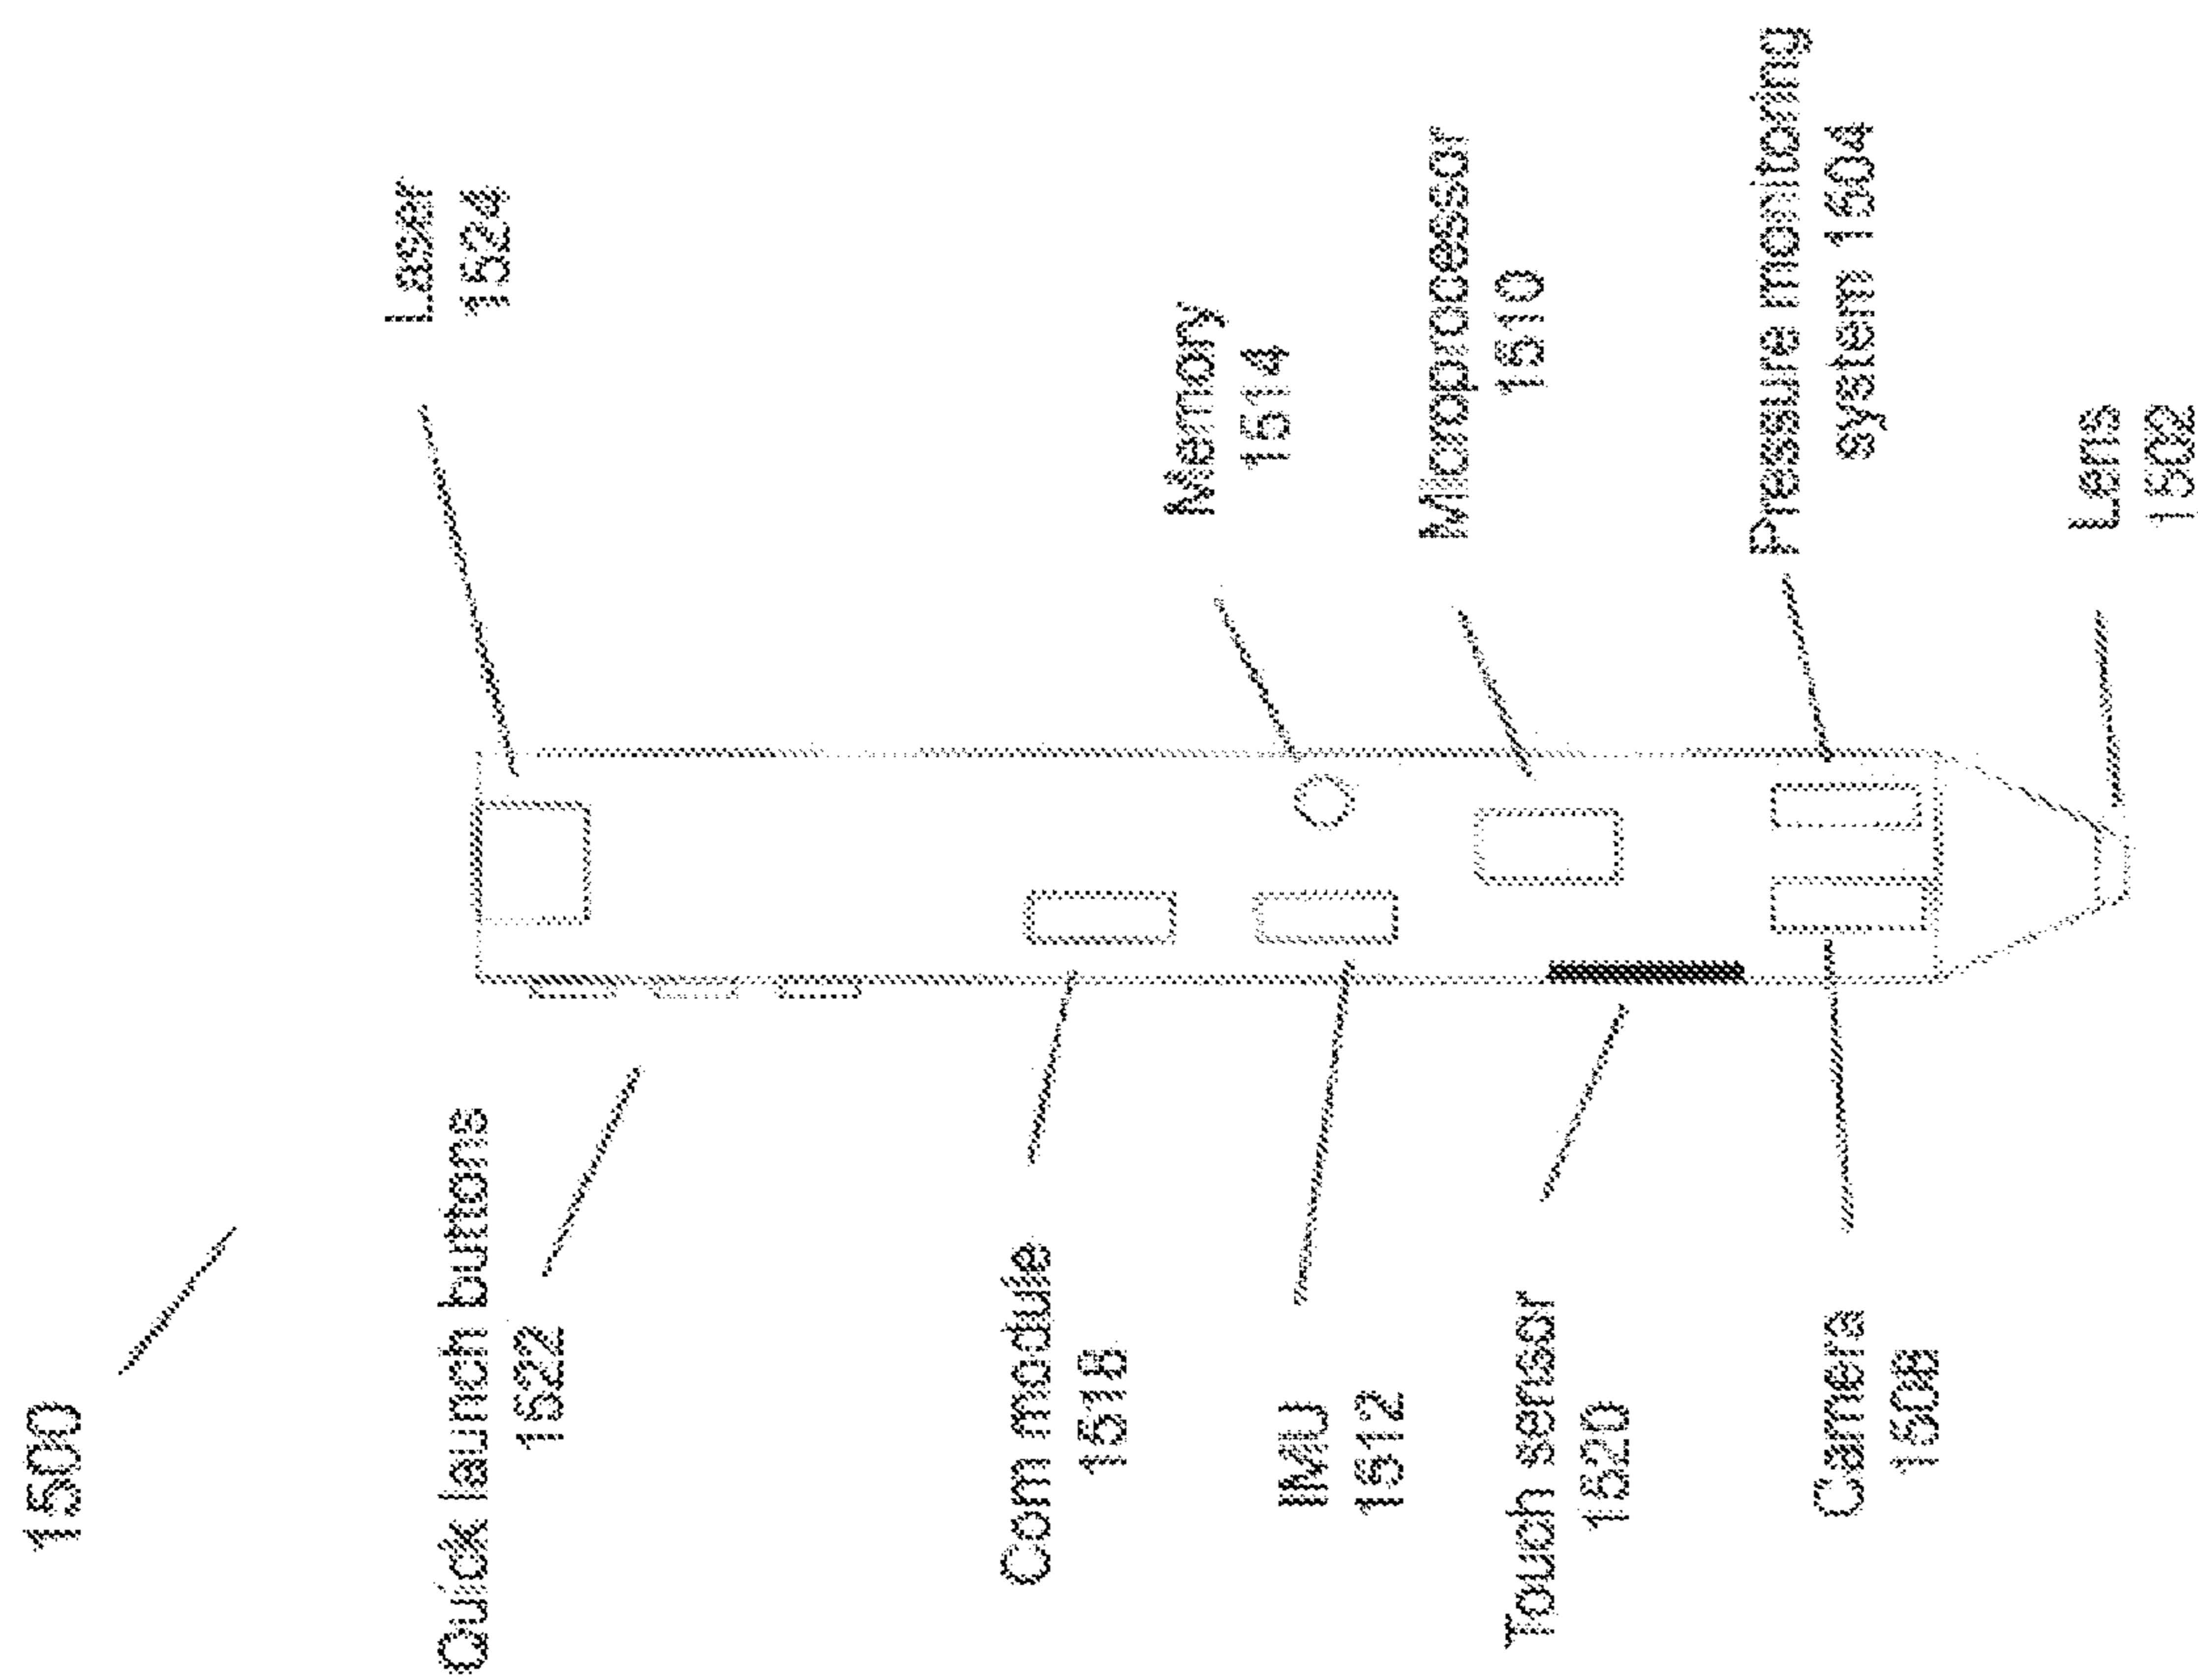 1500
Laser
1524
Quick launch buttons
1522
Com module
1518
Memory
1514
IMU
1512
Microprocessor
1510
Touch sensor
1520
Pressure monitoring
system 1504
Camera
1508
Lens
1502